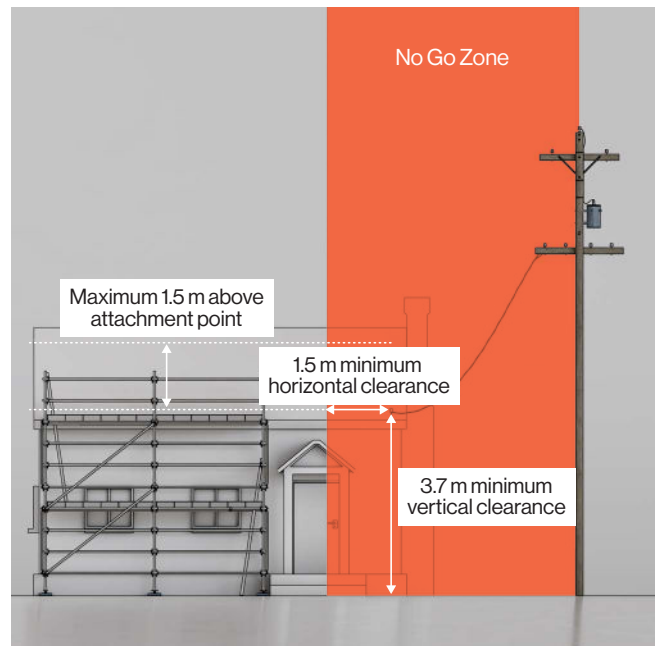 No Go Zone
Maximum 1.5 m above
attachment point
1.5 m minimum
horizontal clearance
3.7 m minimum
vertical clearance